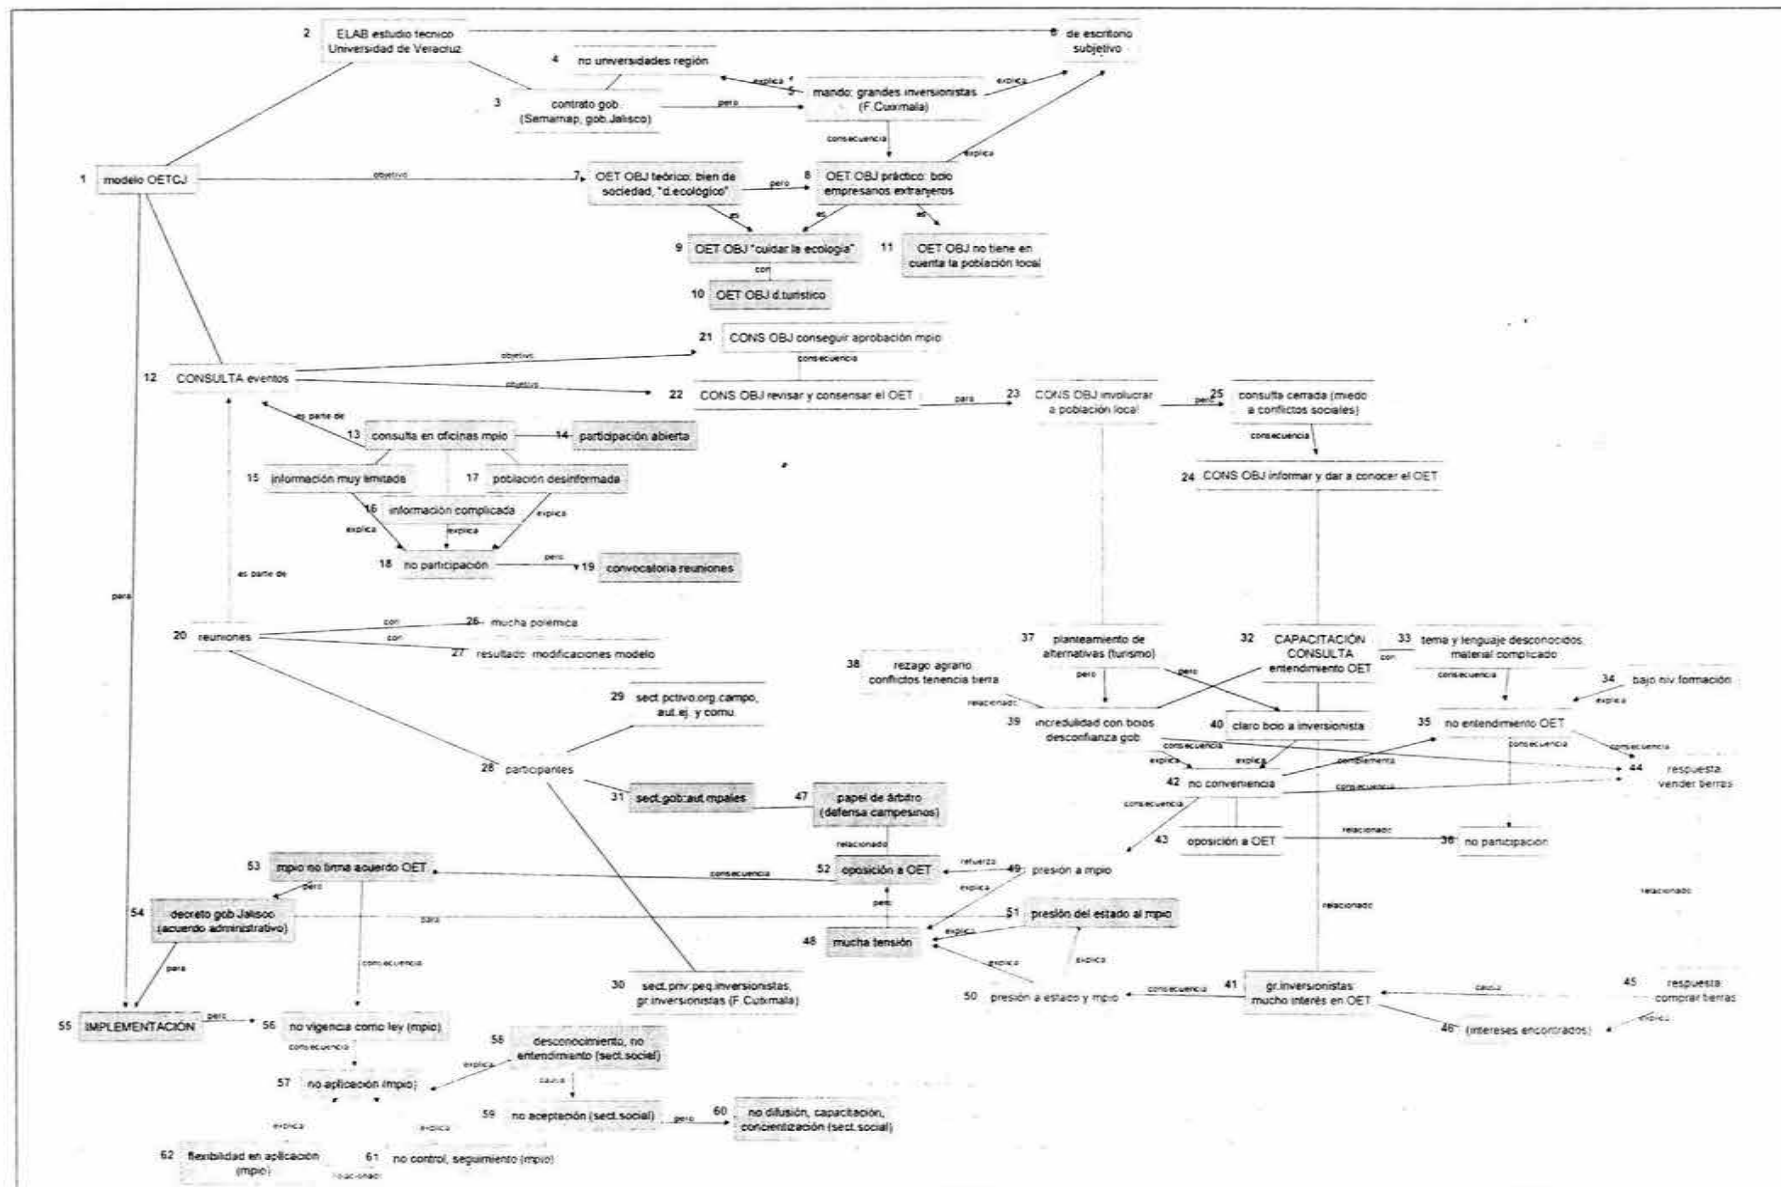 2 ELAB estudio técnico
Universidad de Veracruz
6 de escritorio
subjetivo
4 no universidades región
explica
explica
5 mando: grandes inversionistas
(F.Cuixmala)
3 contrato gob.
(Semarnap, gob.Jalisco)
pero
consecuencia
explica
1 modelo OETCJ
objetivo
7 OET OBJ teórico: bien de
sociedad, "d.ecológico"
pero
8 OET OBJ práctico: bcio
empresarios extranjeros
es
es
es
9 OET OBJ "cuidar la ecología"
11 OET OBJ no tiene en
cuenta la población local
con
10 OET OBJ d.turístico
21 CONS OBJ conseguir aprobación mpio
objetivo
consecuencia
12 CONSULTA eventos
objetivo
22 CONS OBJ revisar y consensar el OET
para
23 CONS OBJ involucrar
a población local
pero
25 consulta cerrada (miedo
a conflictos sociales)
es parte de
13 consulta en oficinas mpio
14 participación abierta
consecuencia
15 información muy limitada
17 población desinformada
24 CONS OBJ informar y dar a conocer el OET
16 información complicada
explica
explica
explica
18 no participación
pero
19 convocatoria reuniones
es parte de
para
20 reuniones
con
26 mucha polémica
con
27 resultado: modificaciones modelo
37 planteamiento de
alternativas (turismo)
32 CAPACITACIÓN
CONSULTA
entendimiento OET
con
33 tema y lenguaje desconocidos,
material complicado
38 rezago agrario,
conflictos tenencia tierra
pero
pero
consecuencia
34 bajo niv.formación
explica
29 sect.pctivo:org.campo,
aut.ej. y comu.
relacionado
39 incredulidad con bcios
desconfianza gob.
40 claro bcio a inversionista
35 no entendimiento OET
consecuencia
consecuencia
consecuencia
explica
explica
complementa
28 participantes
42 no conveniencia
44 respuesta:
vender tierras
31 sect.gob:aut.mpales
47 papel de árbitro
(defensa campesinos)
consecuencia
consecuencia
relacionado
43 oposición a OET
relacionado
36 no participación
53 mpio no firma acuerdo OET
consecuencia
52 oposición a OET
refuerza
49 presión a mpio
pero
explica
pero
relacionado
relacionado
54 decreto gob.Jalisco
(acuerdo administrativo)
para
51 presión del estado al mpio
explica
48 mucha tensión
para
consecuencia
explica
explica
30 sect.priv:peq.inversionistas,
gr.inversionistas (F.Cuixmala)
50 presión a estado y mpio
consecuencia
41 gr.inversionistas:
mucho interés en OET
causa
45 respuesta:
comprar tierras
explica
46 (intereses encontrados)
55 IMPLEMENTACIÓN
pero
56 no vigencia como ley (mpio)
consecuencia
58 desconocimiento, no
entendimiento (sect.social)
explica
57 no aplicación (mpio)
causa
59 no aceptación (sect.social)
pero
60 no difusión, capacitación,
concientización (sect.social)
explica
explica
62 flexibilidad en aplicación
(mpio)
relacionado
61 no control, seguimiento (mpio)